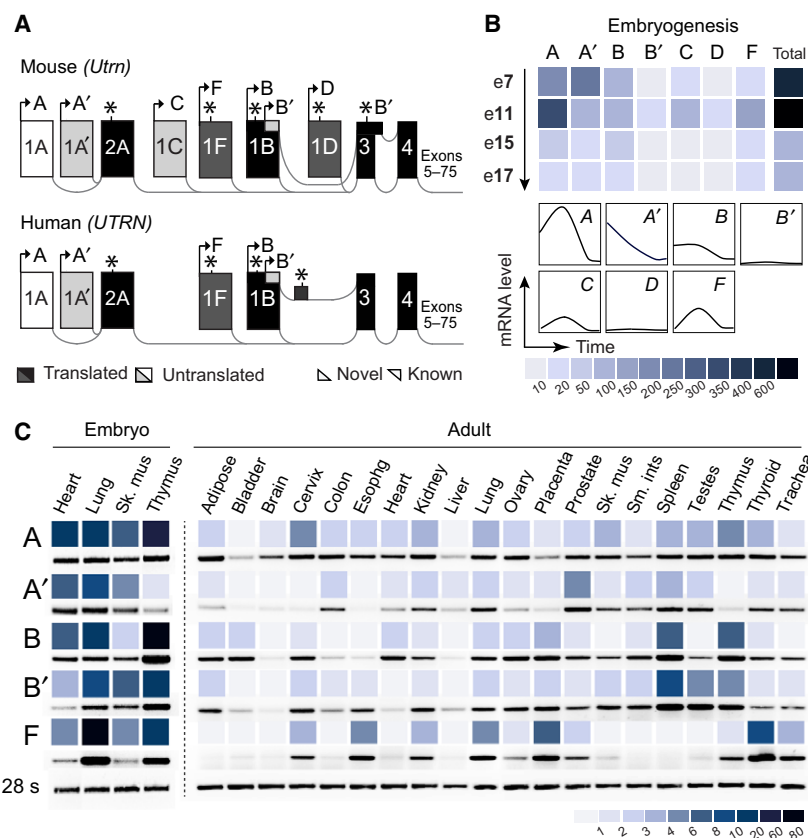 A
Mouse (Utrn)
A A′ * C F * B * B′ D * * B′
1A 1A′ 2A 1C 1F 1B 1D 3 4 Exons 5–75
Human (UTRN)
A A′ * F * B * B′ *
1A 1A′ 2A 1F 1B 3 4 Exons 5–75
Translated Untranslated Novel Known
B
Embryogenesis
A A′ B B′ C D F Total
e7
e11
e15
e17
A A′ B B′
C D F
mRNA level
Time
10 20 50 100 150 200 250 300 350 400 600
C
Embryo Adult
Heart Lung Sk. mus Thymus Adipose Bladder Brain Cervix Colon Esophg Heart Kidney Liver Lung Ovary Placenta Prostate Sk. mus Sm. ints Spleen Testes Thymus Thyroid Trachea
A
A′
B
B′
F
28 s
1 2 3 4 6 8 10 20 60 80